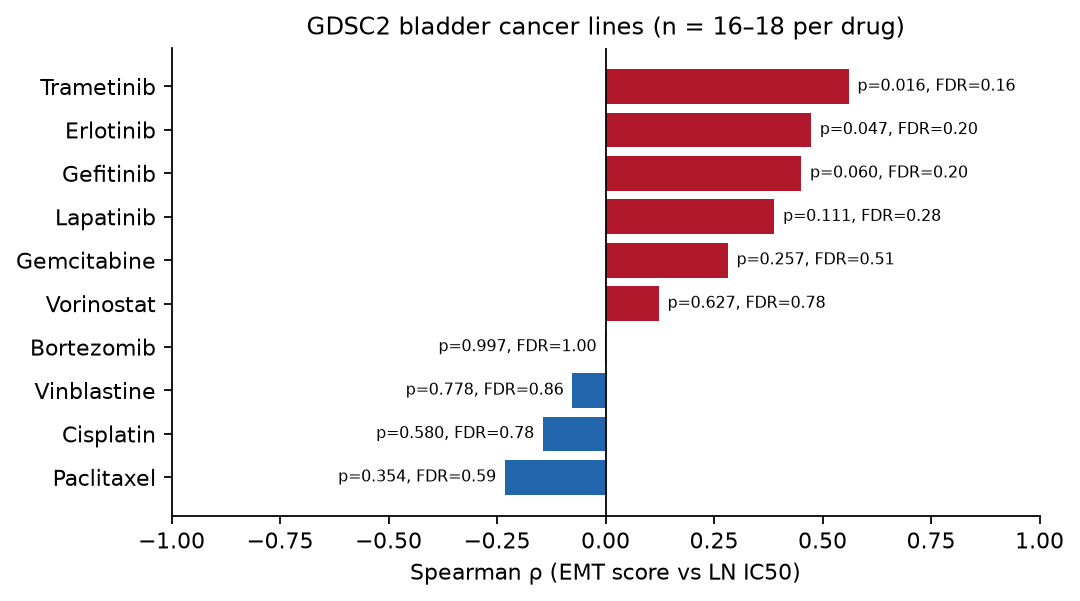 GDSC2 bladder cancer lines (n = 16–18 per drug)
Trametinib p=0.016, FDR=0.16
Erlotinib p=0.047, FDR=0.20
Gefitinib p=0.060, FDR=0.20
Lapatinib p=0.111, FDR=0.28
Gemcitabine p=0.257, FDR=0.51
Vorinostat p=0.627, FDR=0.78
Bortezomib p=0.997, FDR=1.00
Vinblastine p=0.778, FDR=0.86
Cisplatin p=0.580, FDR=0.78
Paclitaxel p=0.354, FDR=0.59
−1.00 −0.75 −0.50 −0.25 0.00 0.25 0.50 0.75 1.00
Spearman ρ (EMT score vs LN IC50)